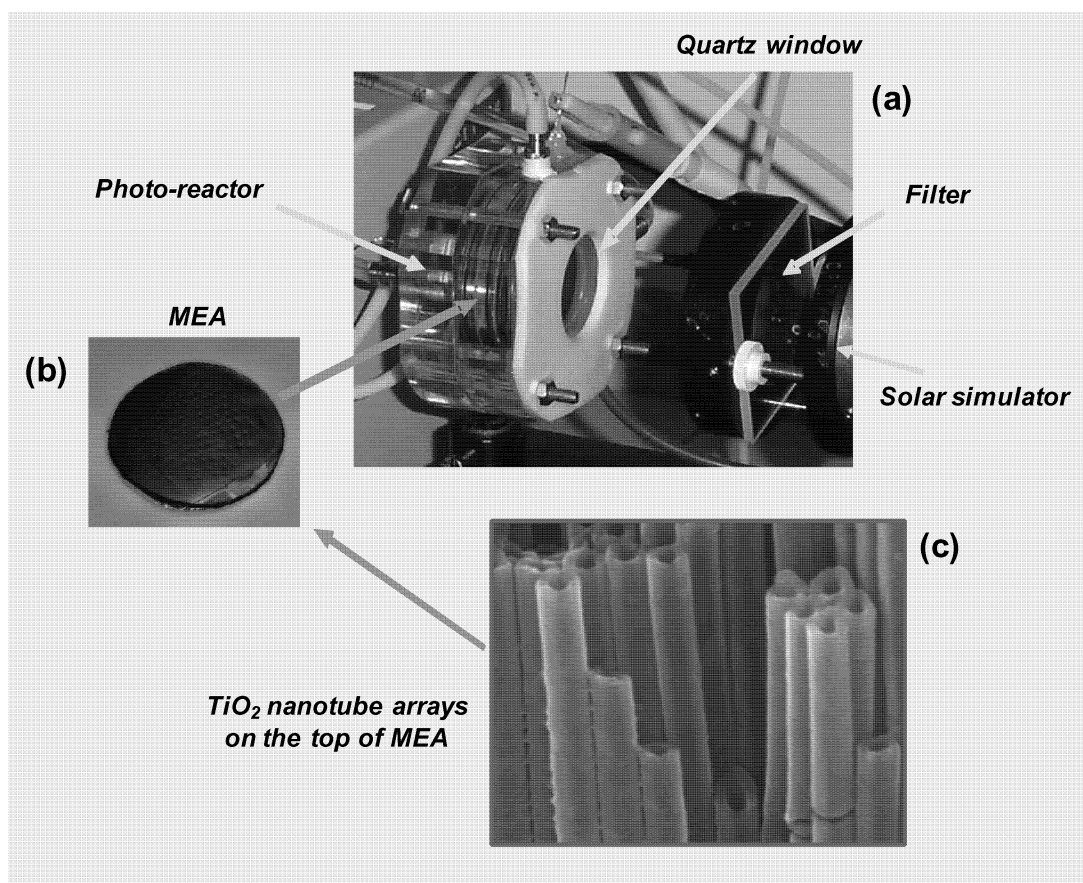 Quartz window
(a)
Photo-reactor
Filter
MEA
(b)
Solar simulator
(c)
TiO₂ nanotube arrays
on the top of MEA